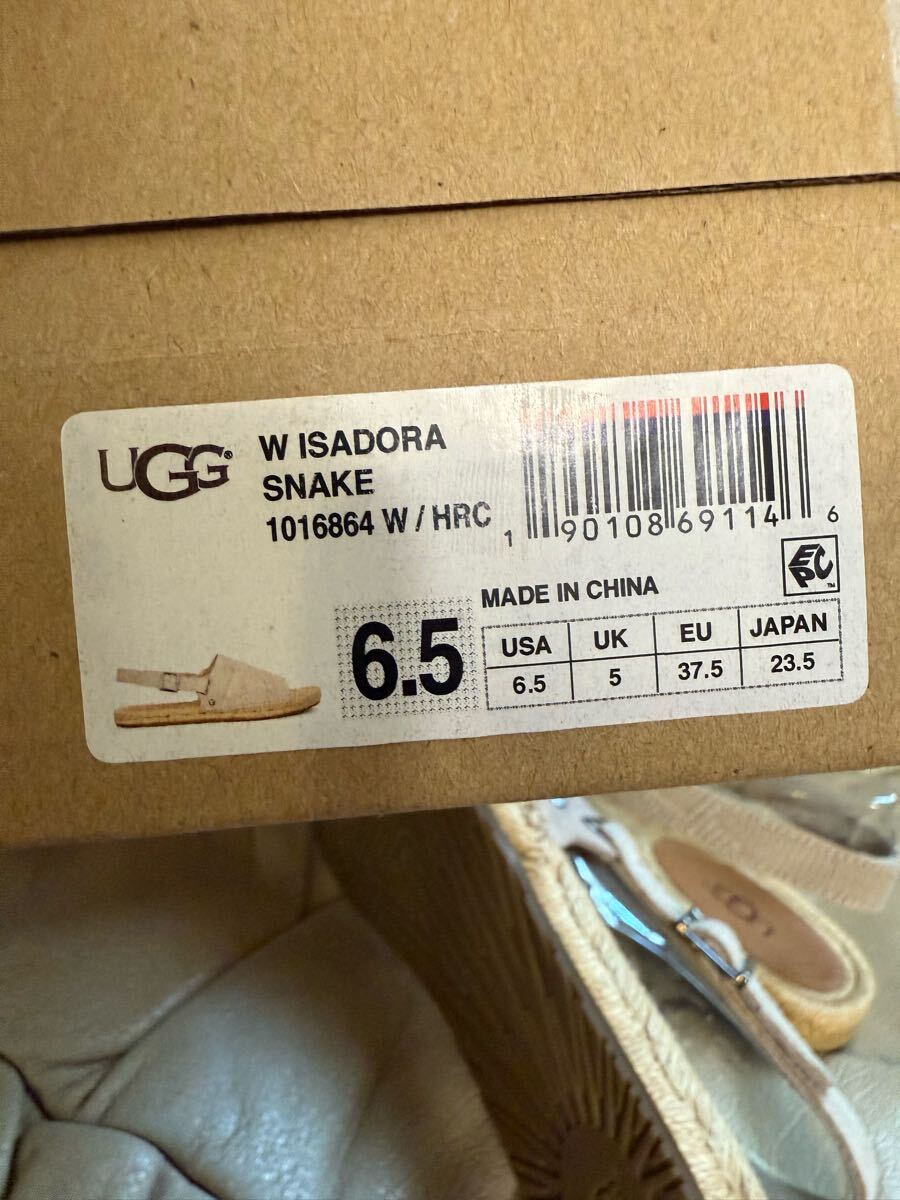 UGG®
W ISADORA
SNAKE
1016864 W / HRC
1 90108 69114 6
EPC™
MADE IN CHINA
6.5
USA UK EU JAPAN
6.5 5 37.5 23.5